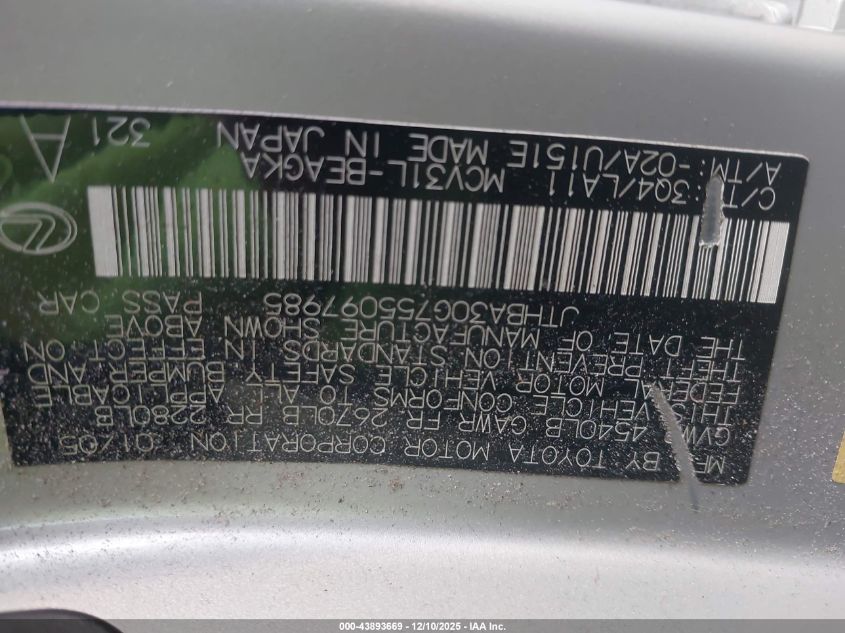 BY TOYOTA MOTOR CORPORATION 01/05
4540LB GAWR FR 2670LB RR 2280LB
THIS VEHICLE CONFORMS TO ALL APPLICABLE
FEDERAL MOTOR VEHICLE SAFETY BUMPER AND
THEFT PREVENTION STANDARDS IN EFFECT ON
THE DATE OF MANUFACTURE SHOWN ABOVE
JTHBA30G755097985 PASS CAR
3Q4/LA11 MCV31L-BEAGKA
A/TM: -02A/U151E MADE IN JAPAN 321 A
000-43893669 - 12/10/2025 - IAA Inc.